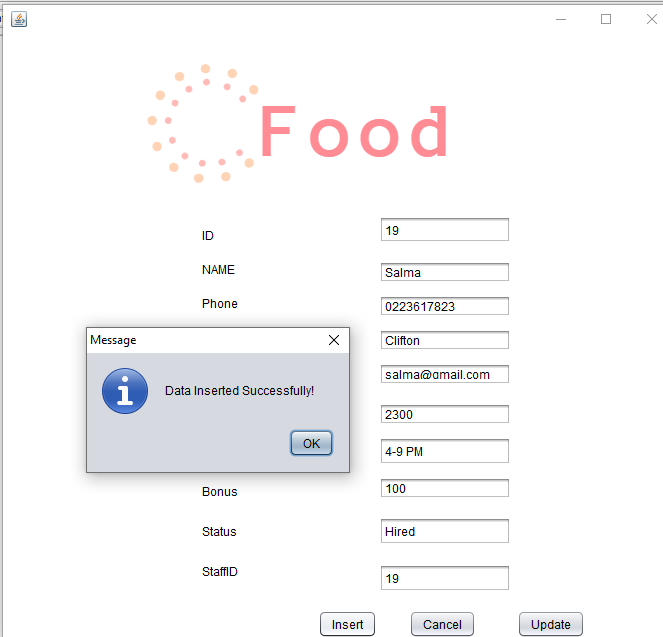 Food
ID
19
NAME
Salma
Phone
0223617823
Clifton
Message
salma@gmail.com
Data Inserted Successfully!
2300
OK
4-9 PM
Bonus
100
Status
Hired
StaffID
19
Insert
Cancel
Update